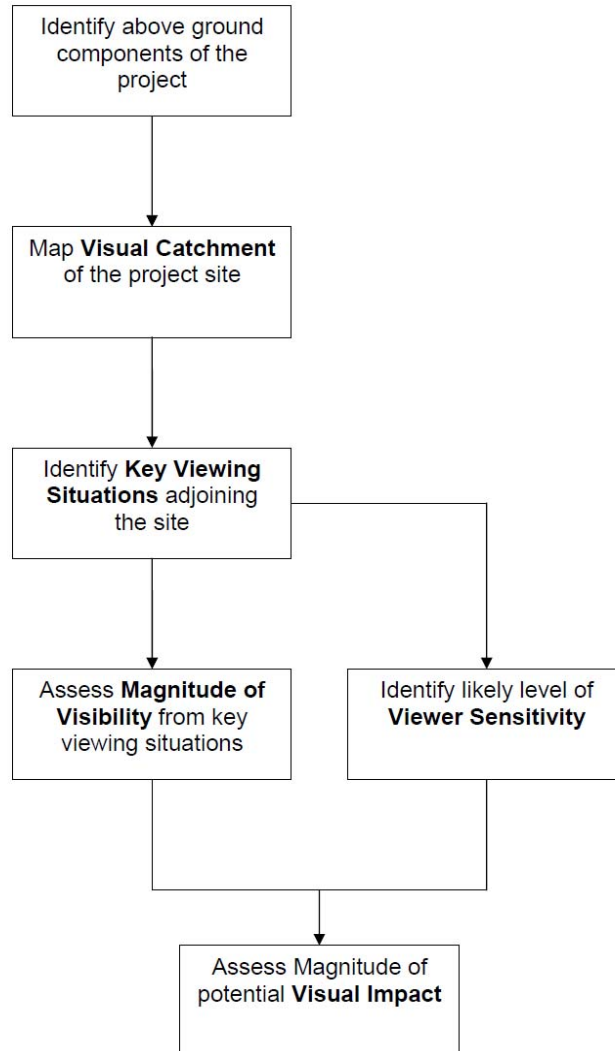 Identify above ground
components of the
project
Map Visual Catchment
of the project site
Identify Key Viewing
Situations adjoining
the site
Assess Magnitude of
Visibility from key
viewing situations
Identify likely level of
Viewer Sensitivity
Assess Magnitude of
potential Visual Impact